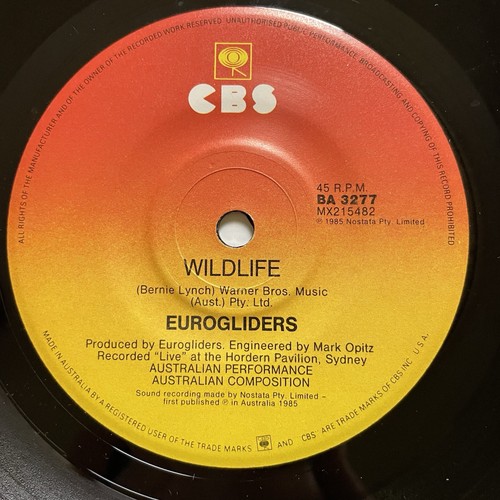 ALL RIGHTS OF THE MANUFACTURER AND OF THE OWNER OF THE RECORDED WORK RESERVED. UNAUTHORISED PUBLIC PERFORMANCE, BROADCASTING AND COPYING OF THIS RECORD PROHIBITED
CBS
45 R.P.M.
BA 3277
MX215482
℗ 1985 Nostata Pty. Limited
WILDLIFE
(Bernie Lynch) Warner Bros. Music
(Aust.) Pty. Ltd.
EUROGLIDERS
Produced by Eurogliders. Engineered by Mark Opitz
Recorded "Live" at the Hordern Pavilion, Sydney
AUSTRALIAN PERFORMANCE
AUSTRALIAN COMPOSITION
Sound recording made by Nostata Pty. Limited –
first published ℗ in Australia 1985
MADE IN AUSTRALIA BY A REGISTERED USER OF THE TRADE MARKS AND CBS ARE TRADE MARKS OF CBS INC U.S.A.